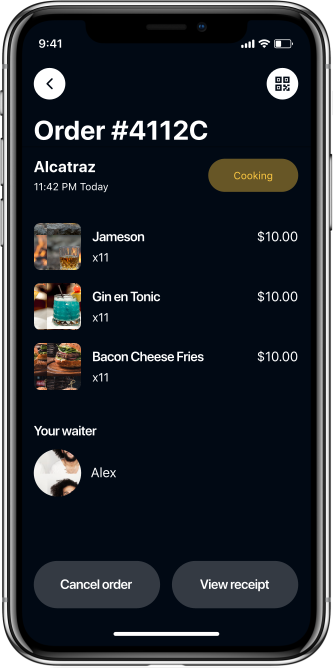 9:41
Order #4112C
Alcatraz
11:42 PM Today
Cooking
Jameson
$10.00
x11
Gin en Tonic
$10.00
x11
Bacon Cheese Fries
$10.00
x11
Your waiter
Alex
Cancel order
View receipt